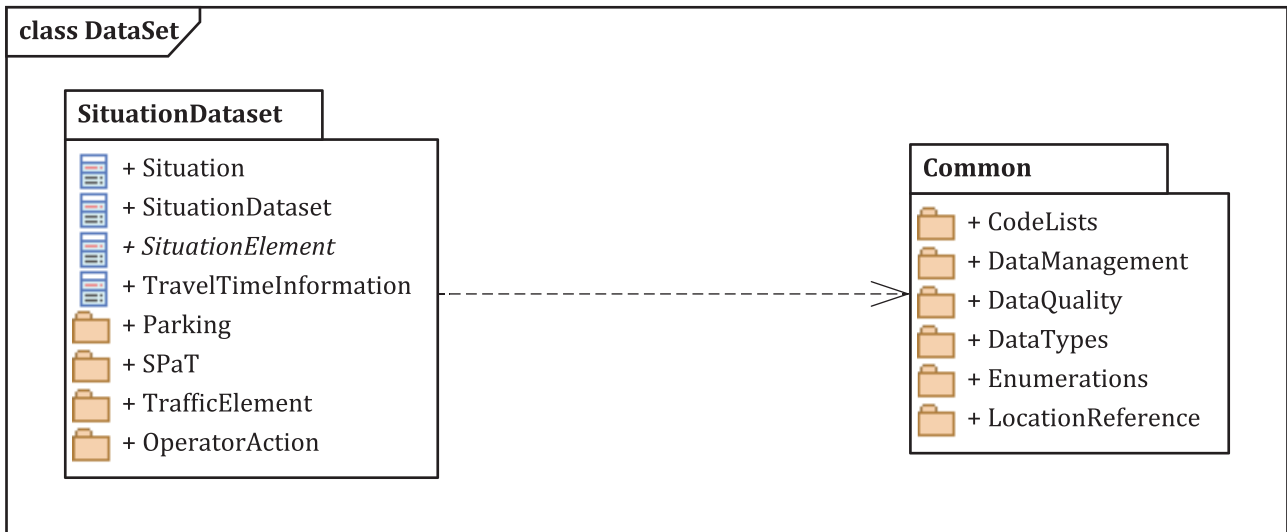 class DataSet
SituationDataset
+ Situation
+ SituationDataset
+ SituationElement
+ TravelTimeInformation
+ Parking
+ SPaT
+ TrafficElement
+ OperatorAction
Common
+ CodeLists
+ DataManagement
+ DataQuality
+ DataTypes
+ Enumerations
+ LocationReference